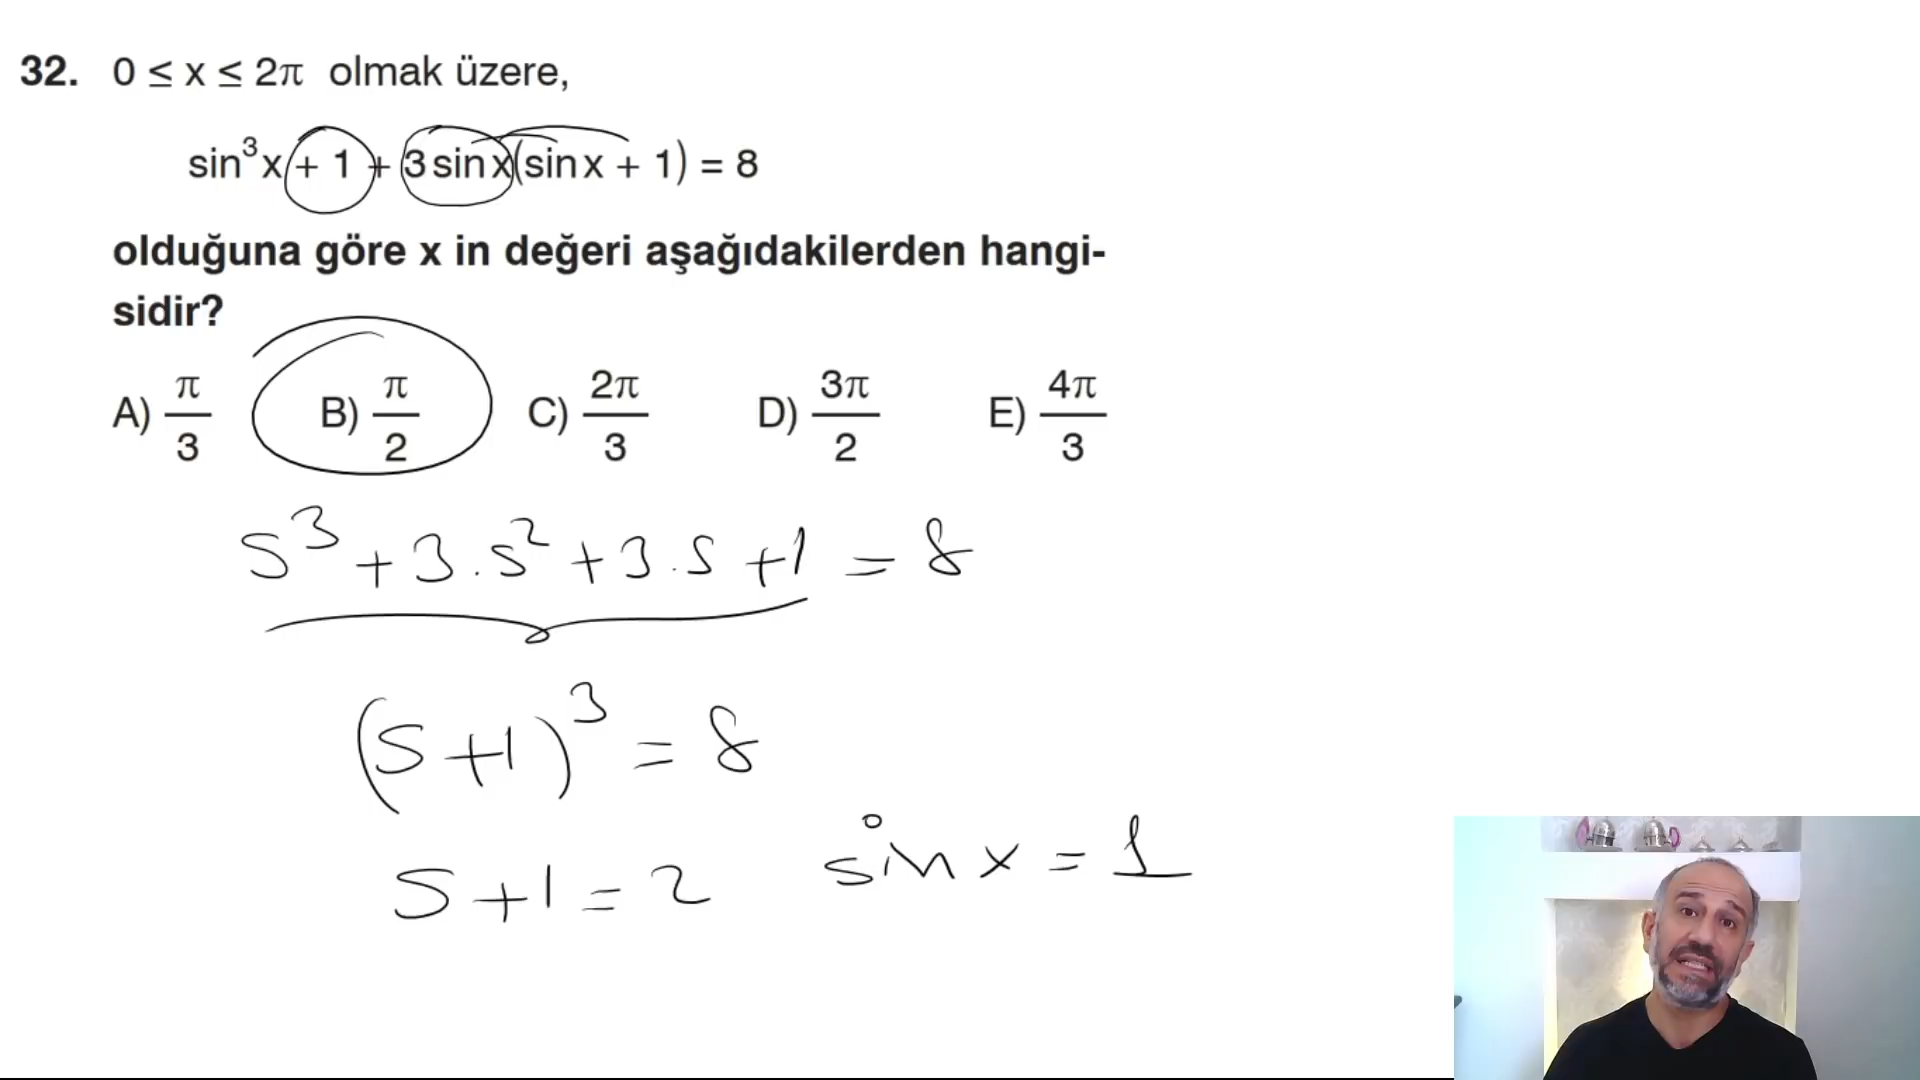 32. 0 ≤ x ≤ 2π olmak üzere,
sin³x + 1 + 3 sin x(sin x + 1) = 8
olduğuna göre x in değeri aşağıdakilerden hangi-
sidir?
A) π/3 B) π/2 C) 2π/3 D) 3π/2 E) 4π/3
s³ + 3.s² + 3.s + 1 = 8
(s + 1)³ = 8
s + 1 = 2 sin x = 1